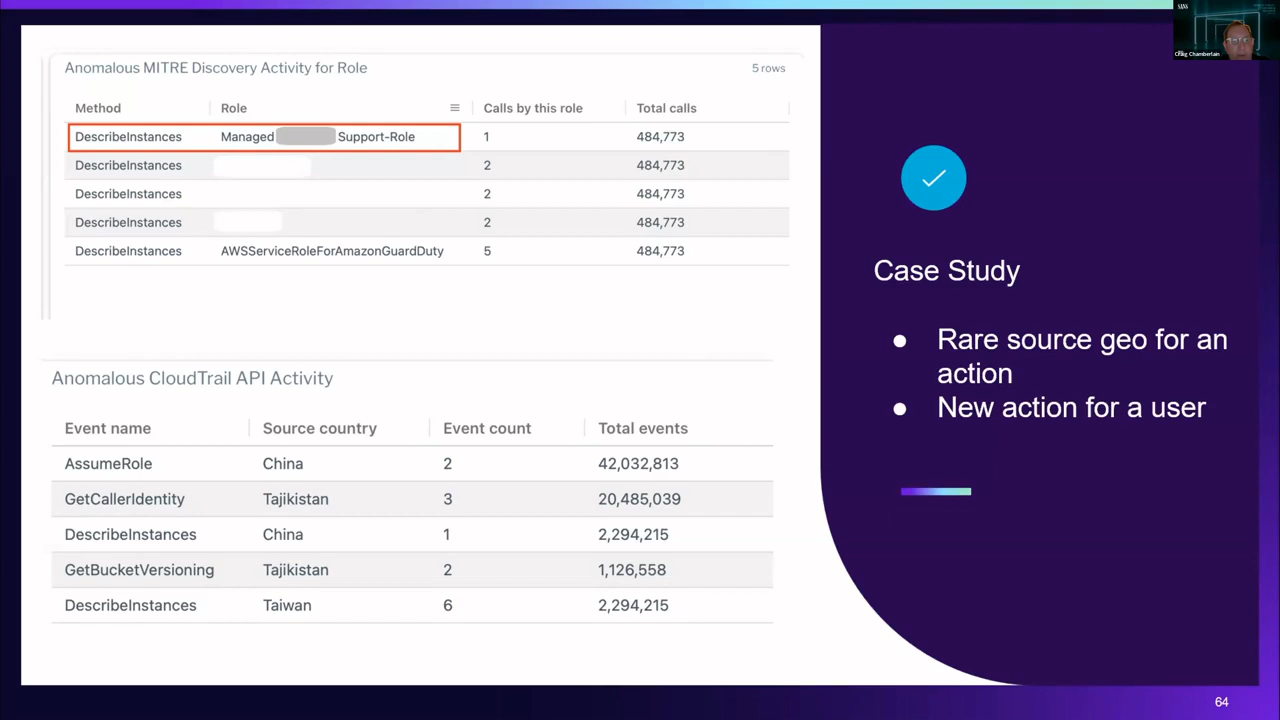 SANS
Craig Chamberlain
Anomalous MITRE Discovery Activity for Role
5 rows
Method Role Calls by this role Total calls
DescribeInstances Managed Support-Role 1 484,773
DescribeInstances 2 484,773
DescribeInstances 2 484,773
DescribeInstances 2 484,773
DescribeInstances AWSServiceRoleForAmazonGuardDuty 5 484,773
Anomalous CloudTrail API Activity
Event name Source country Event count Total events
AssumeRole China 2 42,032,813
GetCallerIdentity Tajikistan 3 20,485,039
DescribeInstances China 1 2,294,215
GetBucketVersioning Tajikistan 2 1,126,558
DescribeInstances Taiwan 6 2,294,215
Case Study
● Rare source geo for an
action
● New action for a user
64